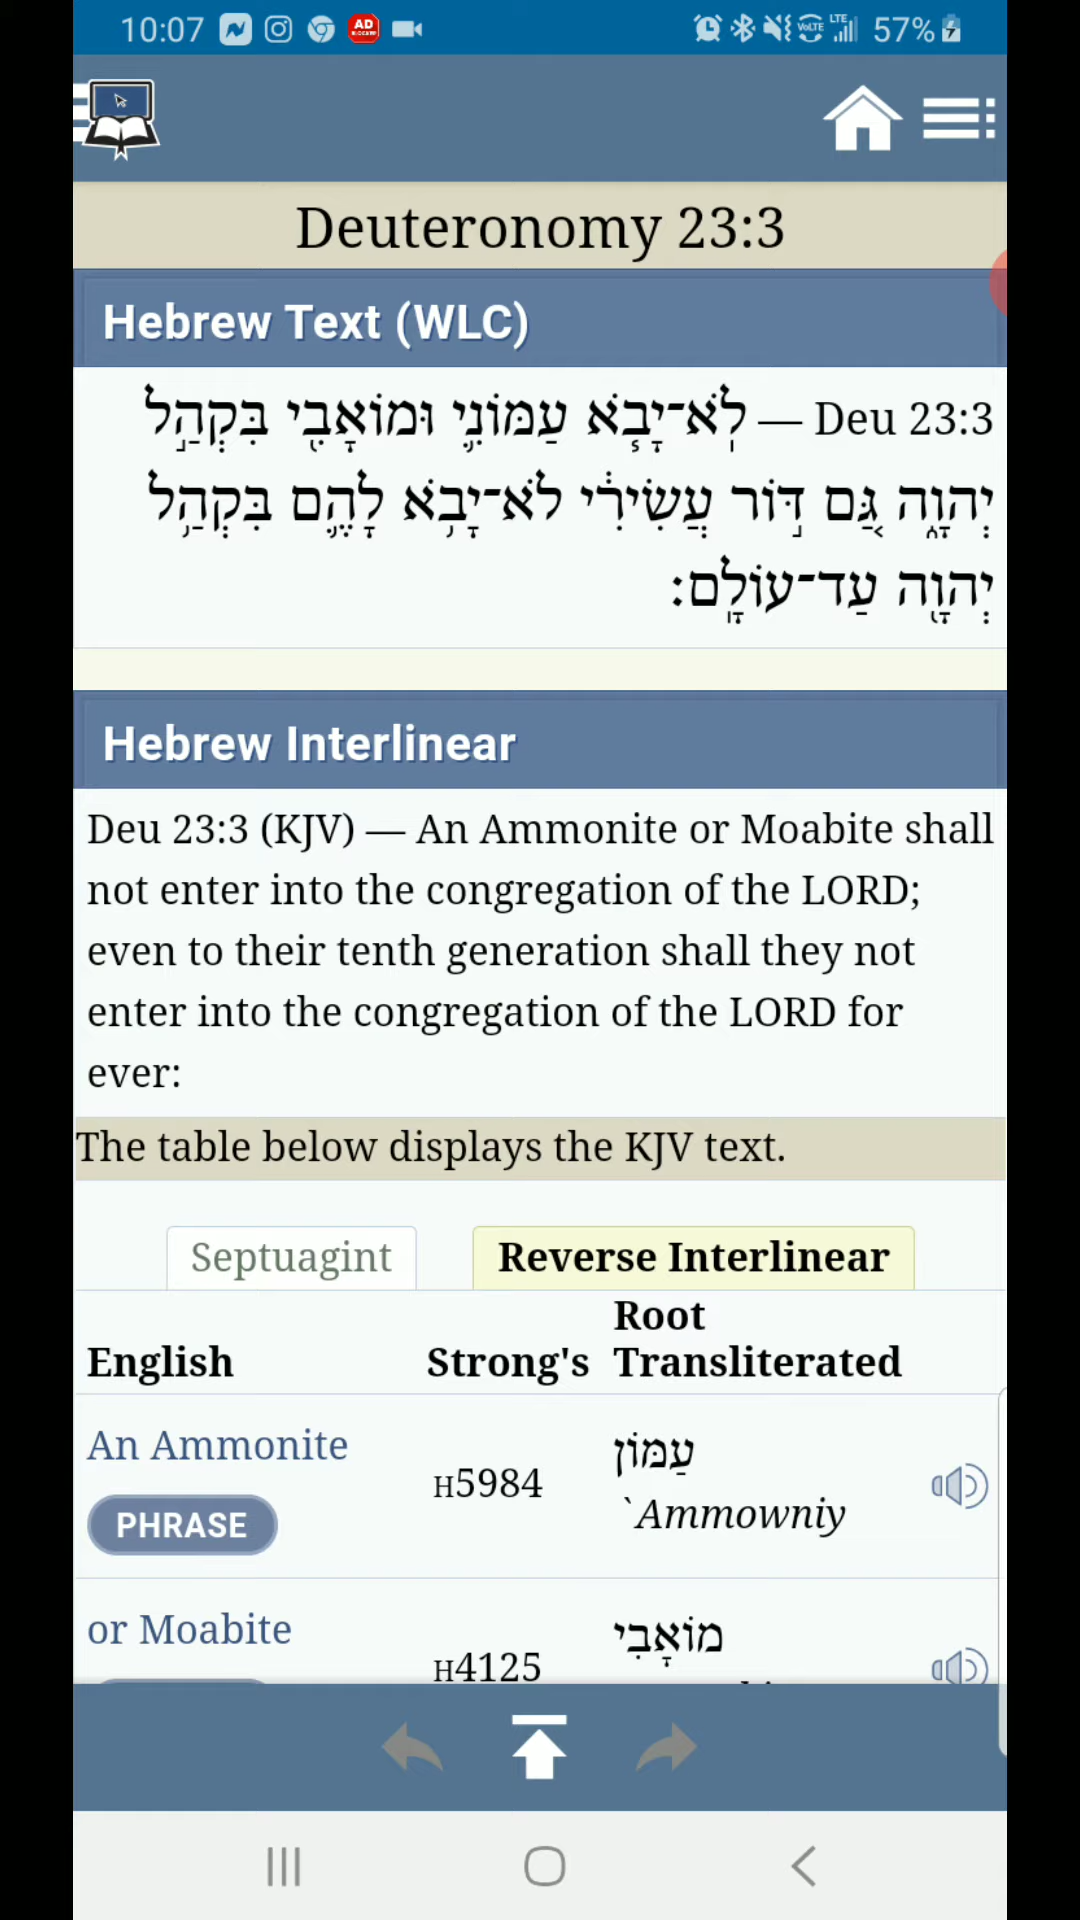 10:07
AD
VoLTE LTE 57%
Deuteronomy 23:3
Hebrew Text (WLC)
Deu 23:3 — לֹֽא־יָבֹ֧א עַמּוֹנִ֛י וּמוֹאָבִ֖י בִּקְהַ֣ל
יְהוָ֑ה גַּ֚ם דּ֣וֹר עֲשִׂירִ֔י לֹא־יָבֹ֥א לָהֶ֛ם בִּקְהַ֥ל
יְהוָ֖ה עַד־עוֹלָֽם׃
Hebrew Interlinear
Deu 23:3 (KJV) — An Ammonite or Moabite shall
not enter into the congregation of the LORD;
even to their tenth generation shall they not
enter into the congregation of the LORD for
ever:
The table below displays the KJV text.
Septuagint Reverse Interlinear
English Strong's Root Transliterated
An Ammonite H5984 עַמּוֹן
PHRASE `Ammowniy
or Moabite H4125 מוֹאָבִי